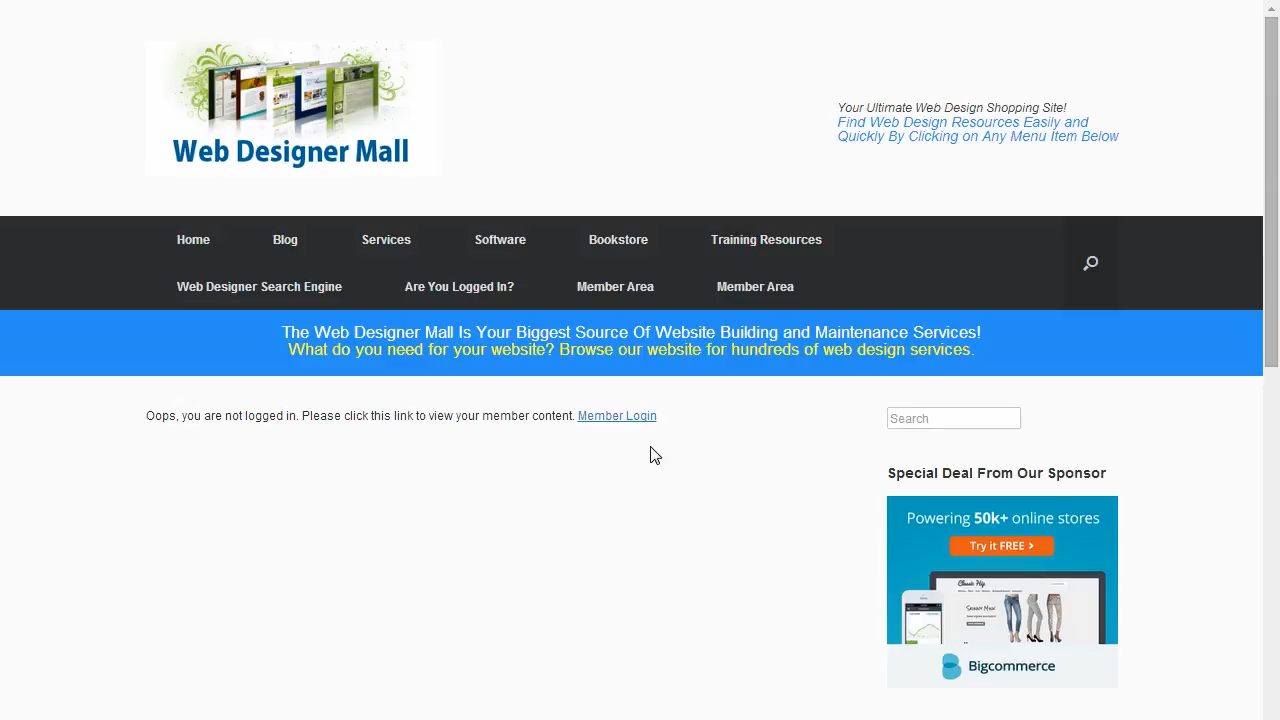 Web Designer Mall
Your Ultimate Web Design Shopping Site!
Find Web Design Resources Easily and
Quickly By Clicking on Any Menu Item Below
Home Blog Services Software Bookstore Training Resources
Web Designer Search Engine Are You Logged In? Member Area Member Area
The Web Designer Mall Is Your Biggest Source Of Website Building and Maintenance Services!
What do you need for your website? Browse our website for hundreds of web design services.
Oops, you are not logged in. Please click this link to view your member content. Member Login
Search
Special Deal From Our Sponsor
Powering 50k+ online stores
Try it FREE >
Classic Hip
Skinny Mini
Bigcommerce